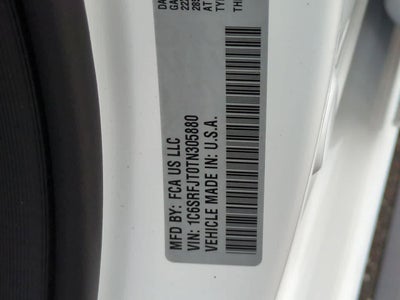 MFD BY: FCA US LLC
VIN: 1C6SRFJT0TN305880
VEHICLE MADE IN: U.S.A.